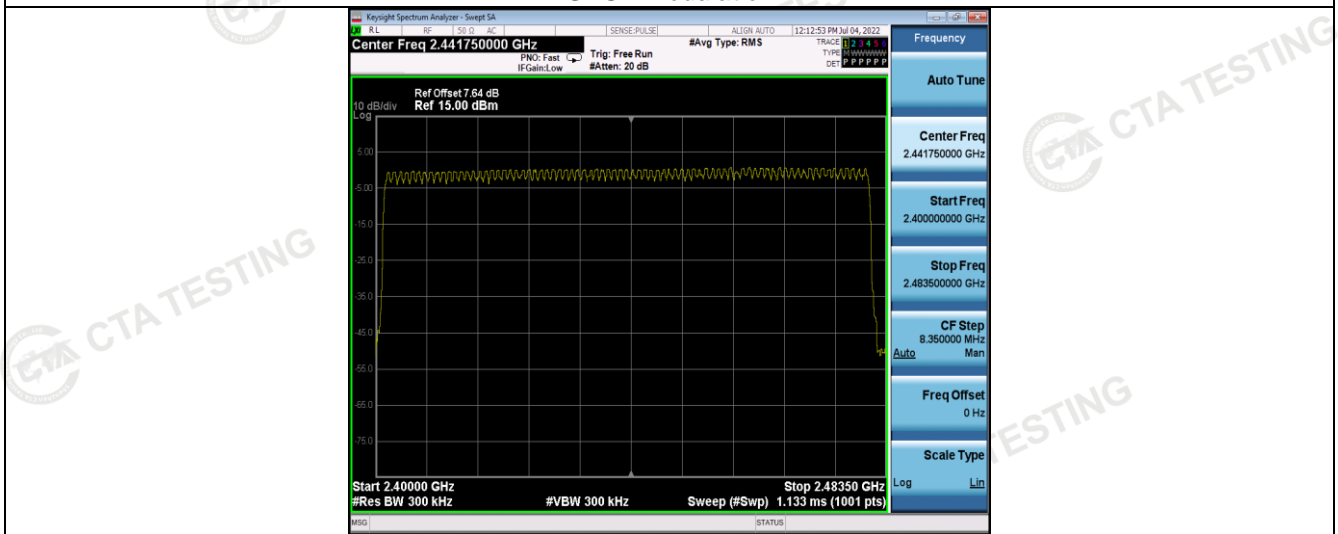 Keysight Spectrum Analyzer - Swept SA
RL RF 50 Ω AC SENSE:PULSE ALIGN AUTO 12:12:53 PM Jul 04, 2022
Center Freq 2.441750000 GHz
PNO: Fast
IFGain:Low
Trig: Free Run
#Atten: 20 dB
#Avg Type: RMS
TRACE 1 2 3 4 5 6
TYPE M WWWWW
DET P P P P P P
Ref Offset 7.64 dB
10 dB/div Ref 15.00 dBm
Log
5.00
-5.00
-15.0
-25.0
-35.0
-45.0
-55.0
-65.0
-75.0
Start 2.40000 GHz Stop 2.48350 GHz
#Res BW 300 kHz #VBW 300 kHz Sweep (#Swp) 1.133 ms (1001 pts)
MSG STATUS
Frequency
Auto Tune
Center Freq
2.441750000 GHz
Start Freq
2.400000000 GHz
Stop Freq
2.483500000 GHz
CF Step
8.350000 MHz
Auto Man
Freq Offset
0 Hz
Scale Type
Log Lin
CTA TESTING
CTA TESTING
TESTING